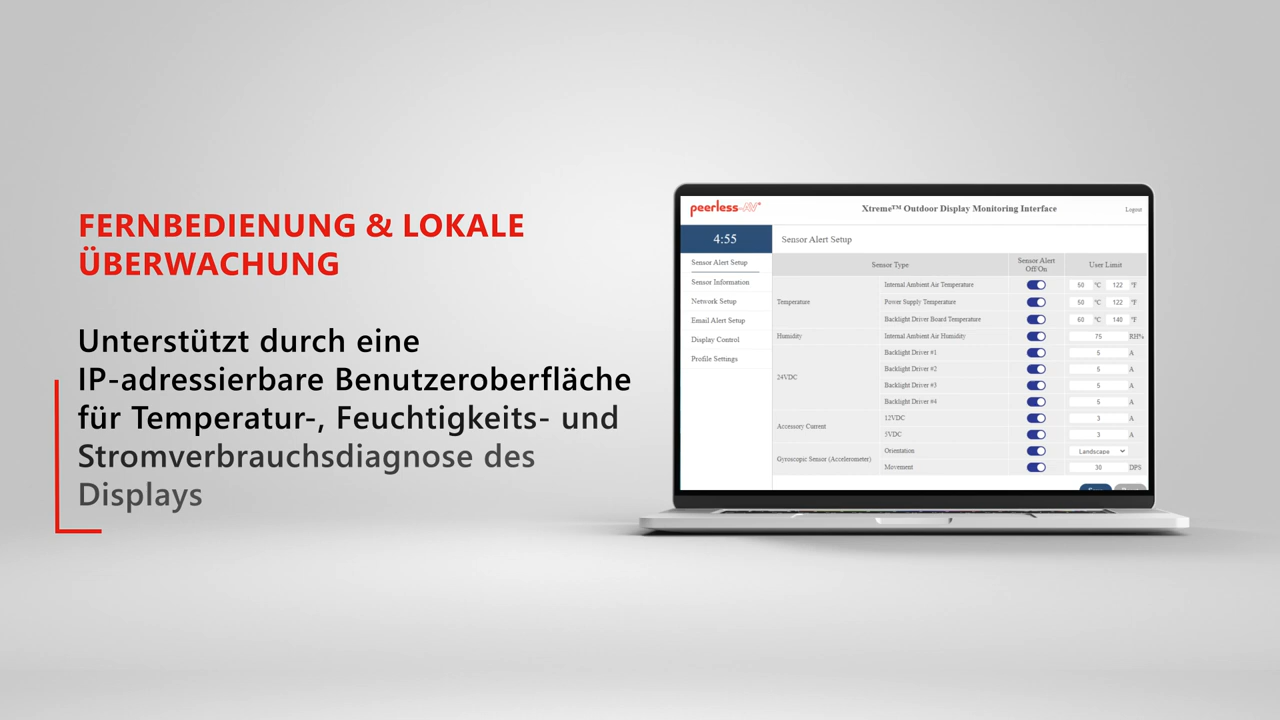 FERNBEDIENUNG & LOKALE
ÜBERWACHUNG
Unterstützt durch eine
IP-adressierbare Benutzeroberfläche
für Temperatur-, Feuchtigkeits- und
Stromverbrauchsdiagnose des
Displays
peerless-AV®
Xtreme™ Outdoor Display Monitoring Interface
Logout
4:55
Sensor Alert Setup
Sensor Information
Network Setup
Email Alert Setup
Display Control
Profile Settings
Sensor Alert Setup
Sensor Type
Sensor Alert
Off/On
User Limit
Temperature
Internal Ambient Air Temperature
50 °C 122 °F
Power Supply Temperature
50 °C 122 °F
Backlight Driver Board Temperature
60 °C 140 °F
Humidity
Internal Ambient Air Humidity
75 RH%
24VDC
Backlight Driver #1
5 A
Backlight Driver #2
5 A
Backlight Driver #3
5 A
Backlight Driver #4
5 A
Accessory Current
12VDC
3 A
5VDC
3 A
Gyroscopic Sensor (Accelerometer)
Orientation
Landscape
Movement
30 DPS